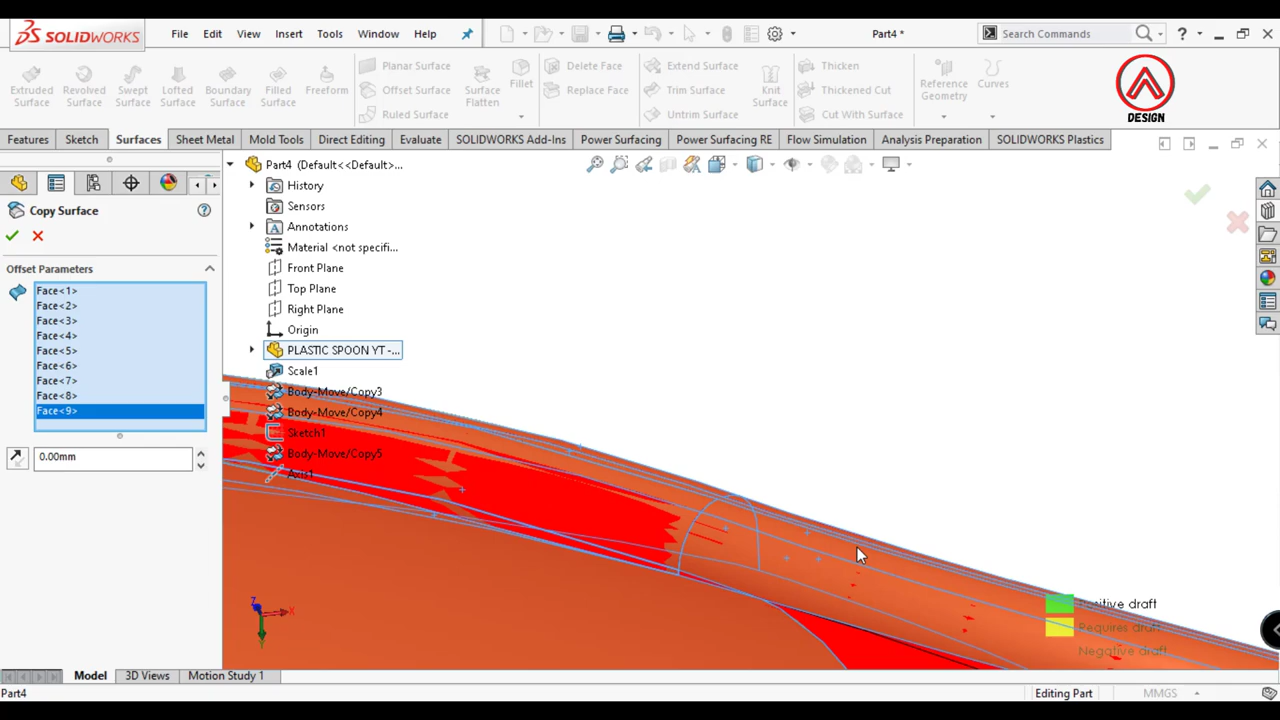 SOLIDWORKS File Edit View Insert Tools Window Help Part4 * Search Commands ?
Extruded Surface
Revolved Surface
Swept Surface
Lofted Surface
Boundary Surface
Filled Surface
Freeform
Planar Surface
Offset Surface
Ruled Surface
Surface Flatten
Fillet
Delete Face
Replace Face
Extend Surface
Trim Surface
Untrim Surface
Knit Surface
Thicken
Thickened Cut
Cut With Surface
Reference Geometry
Curves
DESIGN
Features Sketch Surfaces Sheet Metal Mold Tools Direct Editing Evaluate SOLIDWORKS Add-Ins Power Surfacing Power Surfacing RE Flow Simulation Analysis Preparation SOLIDWORKS Plastics
Copy Surface
Offset Parameters
Face<1>
Face<2>
Face<3>
Face<4>
Face<5>
Face<6>
Face<7>
Face<8>
Face<9>
0.00mm
Part4 (Default<<Default>...
History
Sensors
Annotations
Material <not specifi...
Front Plane
Top Plane
Right Plane
Origin
PLASTIC SPOON YT -...
Scale1
Body-Move/Copy3
Body-Move/Copy4
Sketch1
Body-Move/Copy5
Axis1
Z X
Positive draft
Requires draft
Negative draft
Model 3D Views Motion Study 1
Part4 Editing Part MMGS